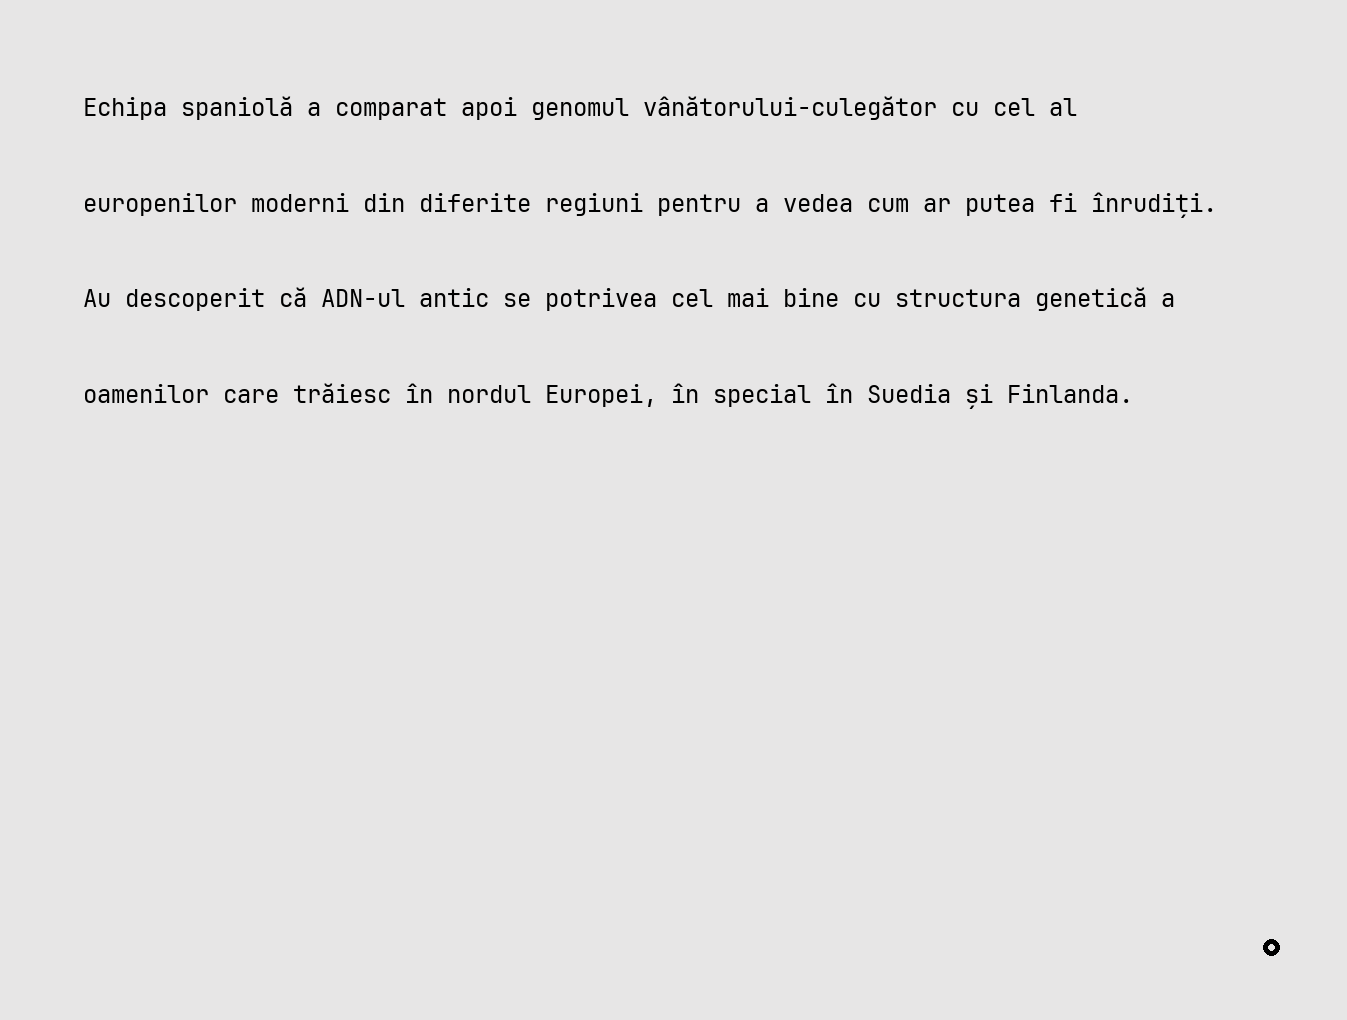 Echipa spaniolă a comparat apoi genomul vânătorului-culegător cu cel al
europenilor moderni din diferite regiuni pentru a vedea cum ar putea fi înrudiți.
Au descoperit că ADN-ul antic se potrivea cel mai bine cu structura genetică a
oamenilor care trăiesc în nordul Europei, în special în Suedia și Finlanda.